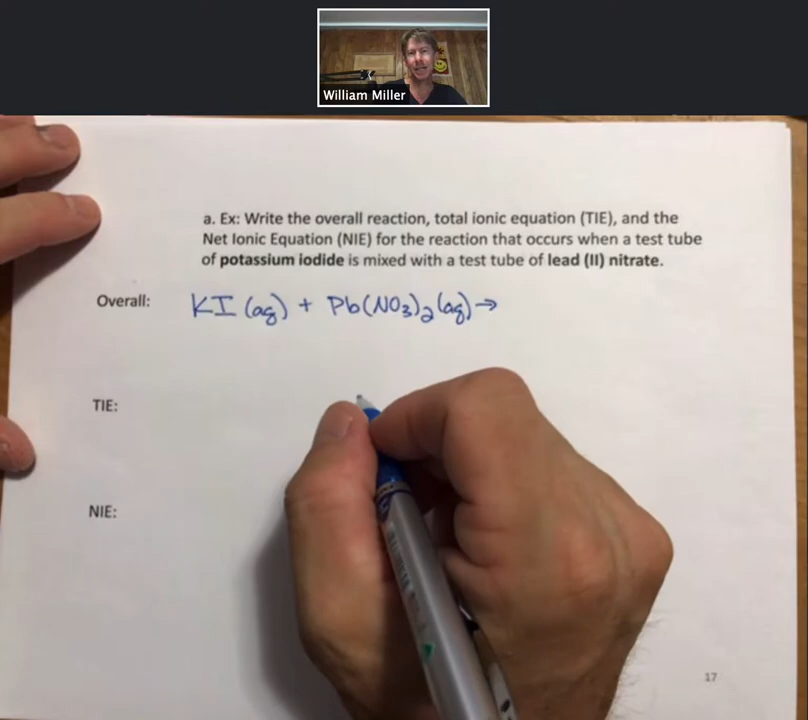 William Miller
a. Ex: Write the overall reaction, total ionic equation (TIE), and the
Net Ionic Equation (NIE) for the reaction that occurs when a test tube
of potassium iodide is mixed with a test tube of lead (II) nitrate.
Overall: KI (aq) + Pb(NO3)2(aq) →
TIE:
NIE:
17